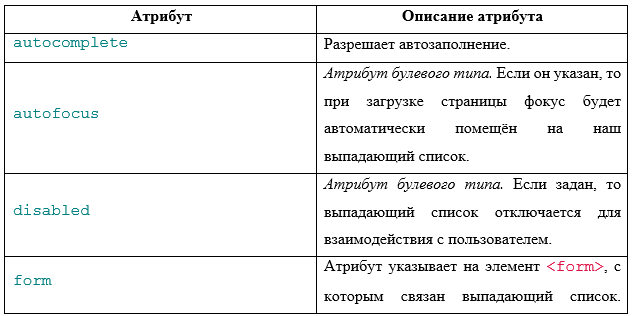 Атрибут Описание атрибута
autocomplete Разрешает автозаполнение.
Атрибут булевого типа. Если он указан, то
при загрузке страницы фокус будет
autofocus
автоматически помещён на наш
выпадающий список.
Атрибут булевого типа. Если задан, то
disabled выпадающий список отключается для
взаимодействия с пользователем.
form Атрибут указывает на элемент <form>, с
которым связан выпадающий список.